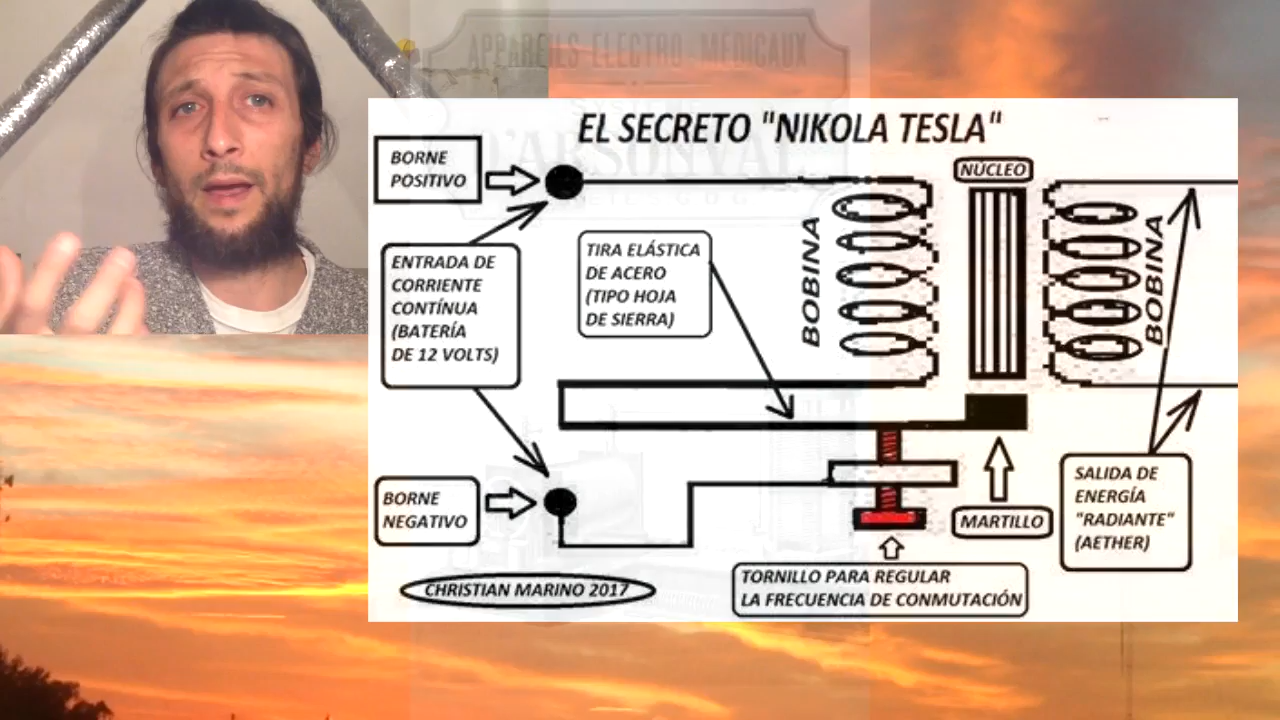 APPAREILS ELECTRO MÉDICAUX
D'ARSONVAL
EL SECRETO "NIKOLA TESLA"
BORNE
POSITIVO
NÚCLEO
ENTRADA DE
CORRIENTE
CONTÍNUA
(BATERÍA
DE 12 VOLTS)
TIRA ELÁSTICA
DE ACERO
(TIPO HOJA
DE SIERRA)
BOBINA
BOBINA
BORNE
NEGATIVO
MARTILLO
SALIDA DE
ENERGÍA
"RADIANTE"
(AETHER)
CHRISTIAN MARINO 2017
TORNILLO PARA REGULAR
LA FRECUENCIA DE CONMUTACIÓN